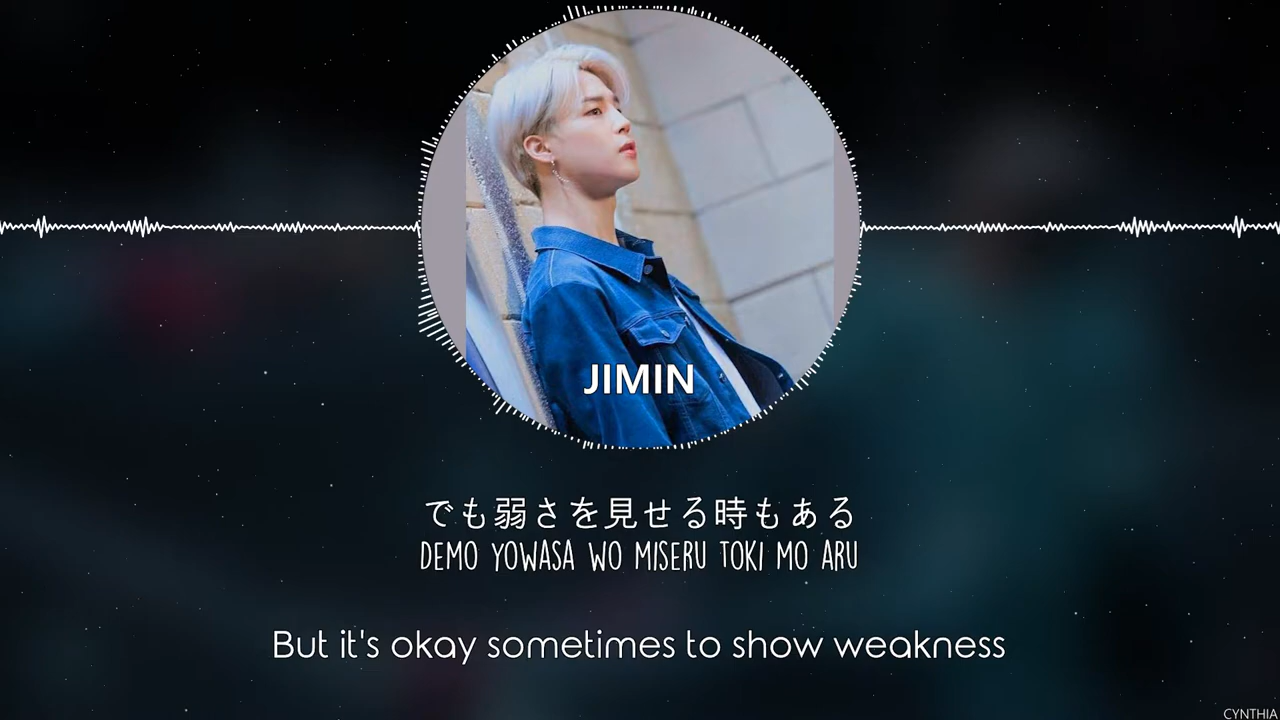 JIMIN
でも弱さを見せる時もある
DEMO YOWASA WO MISERU TOKI MO ARU
But it's okay sometimes to show weakness
CYNTHIA